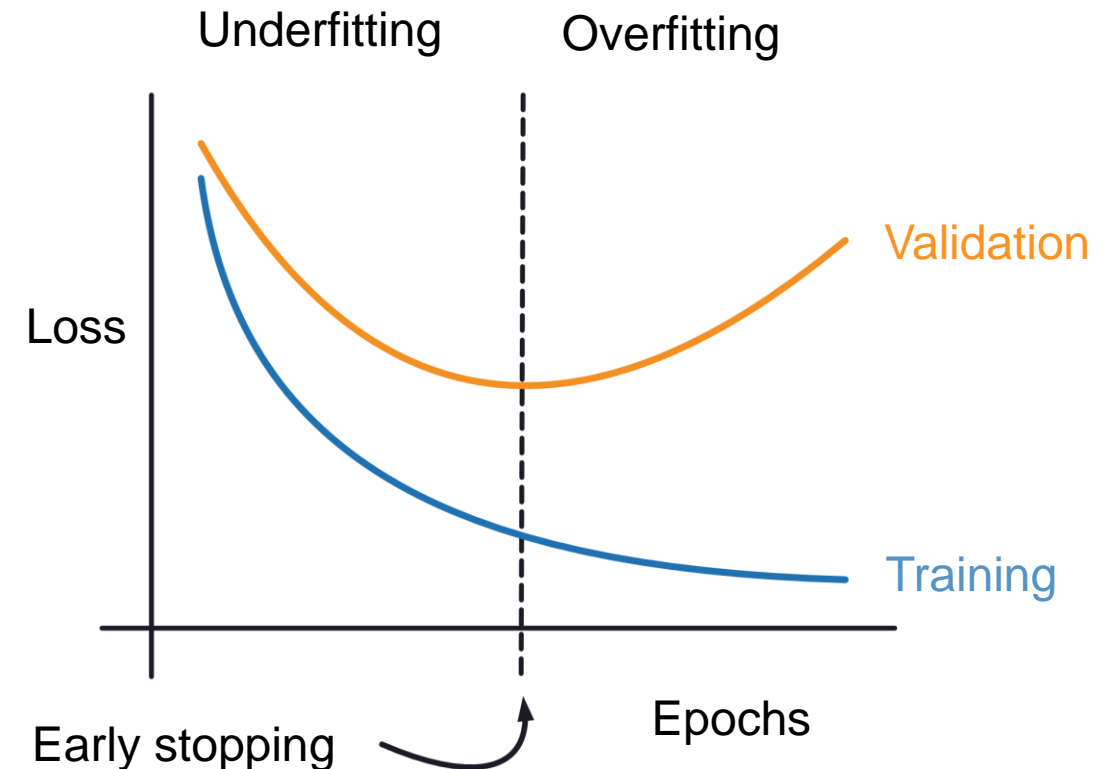 Underfitting
Overfitting
Validation
Loss
Training
Epochs
Early stopping